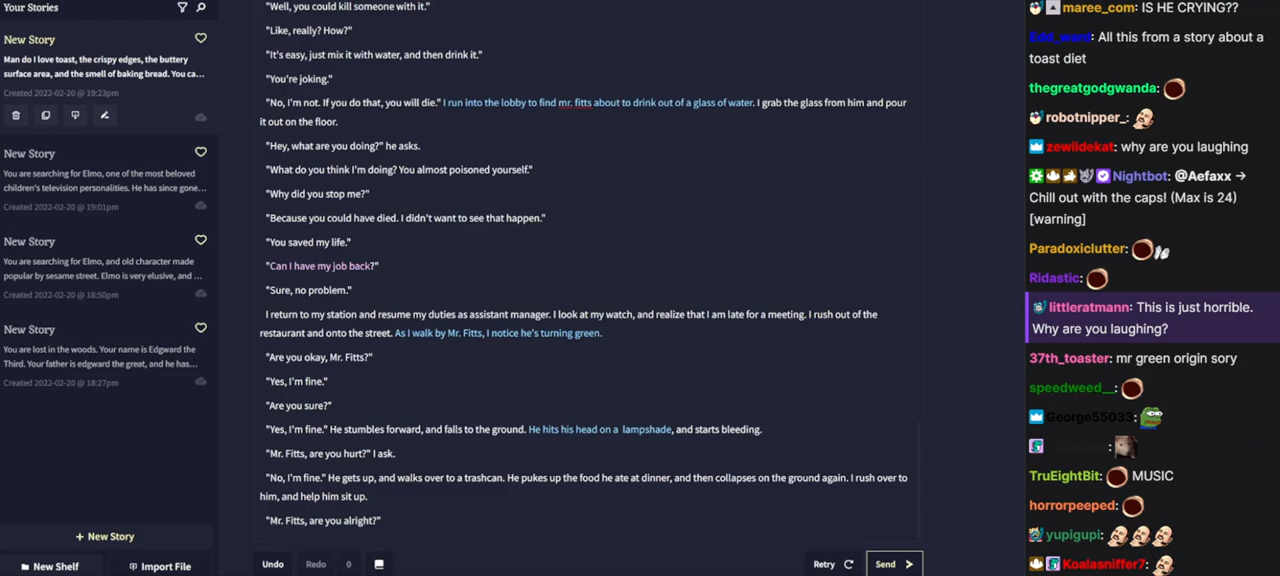 Your Stories
New Story
Man do I love toast, the crispy edges, the buttery
surface area, and the smell of baking bread. You ca...
Created 2022-02-20 @ 19:23pm
New Story
You are searching for Elmo, one of the most beloved
children's television personalities. He has since gone...
Created 2022-02-20 @ 19:01pm
New Story
You are searching for Elmo, and old character made
popular by sesame street. Elmo is very elusive, and ...
Created 2022-02-20 @ 18:50pm
New Story
You are lost in the woods. Your name is Edgward the
Third. Your father is edgward the great, and he has...
Created 2022-02-20 @ 18:27pm
+ New Story
New Shelf
Import File
"Well, you could kill someone with it."
"Like, really? How?"
"It's easy, just mix it with water, and then drink it."
"You're joking."
"No, I'm not. If you do that, you will die." I run into the lobby to find mr. fitts about to drink out of a glass of water. I grab the glass from him and pour
it out on the floor.
"Hey, what are you doing?" he asks.
"What do you think I'm doing? You almost poisoned yourself."
"Why did you stop me?"
"Because you could have died. I didn't want to see that happen."
"You saved my life."
"Can I have my job back?"
"Sure, no problem."
I return to my station and resume my duties as assistant manager. I look at my watch, and realize that I am late for a meeting. I rush out of the
restaurant and onto the street. As I walk by Mr. Fitts, I notice he's turning green.
"Are you okay, Mr. Fitts?"
"Yes, I'm fine."
"Are you sure?"
"Yes, I'm fine." He stumbles forward, and falls to the ground. He hits his head on a lampshade, and starts bleeding.
"Mr. Fitts, are you hurt?" I ask.
"No, I'm fine." He gets up, and walks over to a trashcan. He pukes up the food he ate at dinner, and then collapses on the ground again. I rush over to
him, and help him sit up.
"Mr. Fitts, are you alright?"
Undo
Redo
0
Retry
Send
maree_com: IS HE CRYING??
Edd_ward: All this from a story about a
toast diet
thegreatgodgwanda:
robotnipper_:
zewildekat: why are you laughing
Nightbot: @Aefaxx →
Chill out with the caps! (Max is 24)
[warning]
Paradoxiclutter:
Ridastic:
littleratmann: This is just horrible.
Why are you laughing?
37th_toaster: mr green origin sory
speedweed__:
George55033:
:
TruEightBit: MUSIC
horrorpeeped:
yupigupi:
Koalasniffer7: